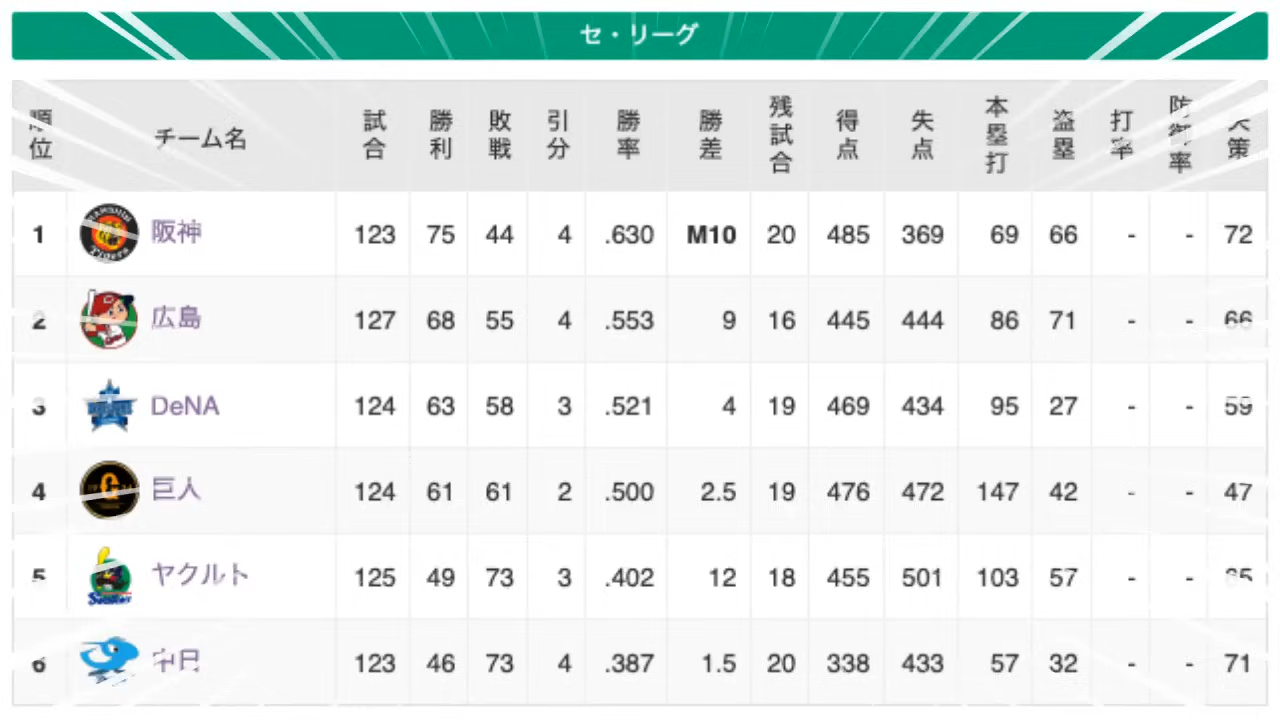 セ・リーグ
順位 チーム名 試合 勝利 敗戦 引分 勝率 勝差 残試合 得点 失点 本塁打 盗塁 打率 防御率 失策
1 阪神 123 75 44 4 .630 M10 20 485 369 69 66 - - 72
2 広島 127 68 55 4 .553 9 16 445 444 86 71 - - 66
3 DeNA 124 63 58 3 .521 4 19 469 434 95 27 - - 59
4 巨人 124 61 61 2 .500 2.5 19 476 472 147 42 - - 47
5 ヤクルト 125 49 73 3 .402 12 18 455 501 103 57 - - 65
6 中日 123 46 73 4 .387 1.5 20 338 433 57 32 - - 71